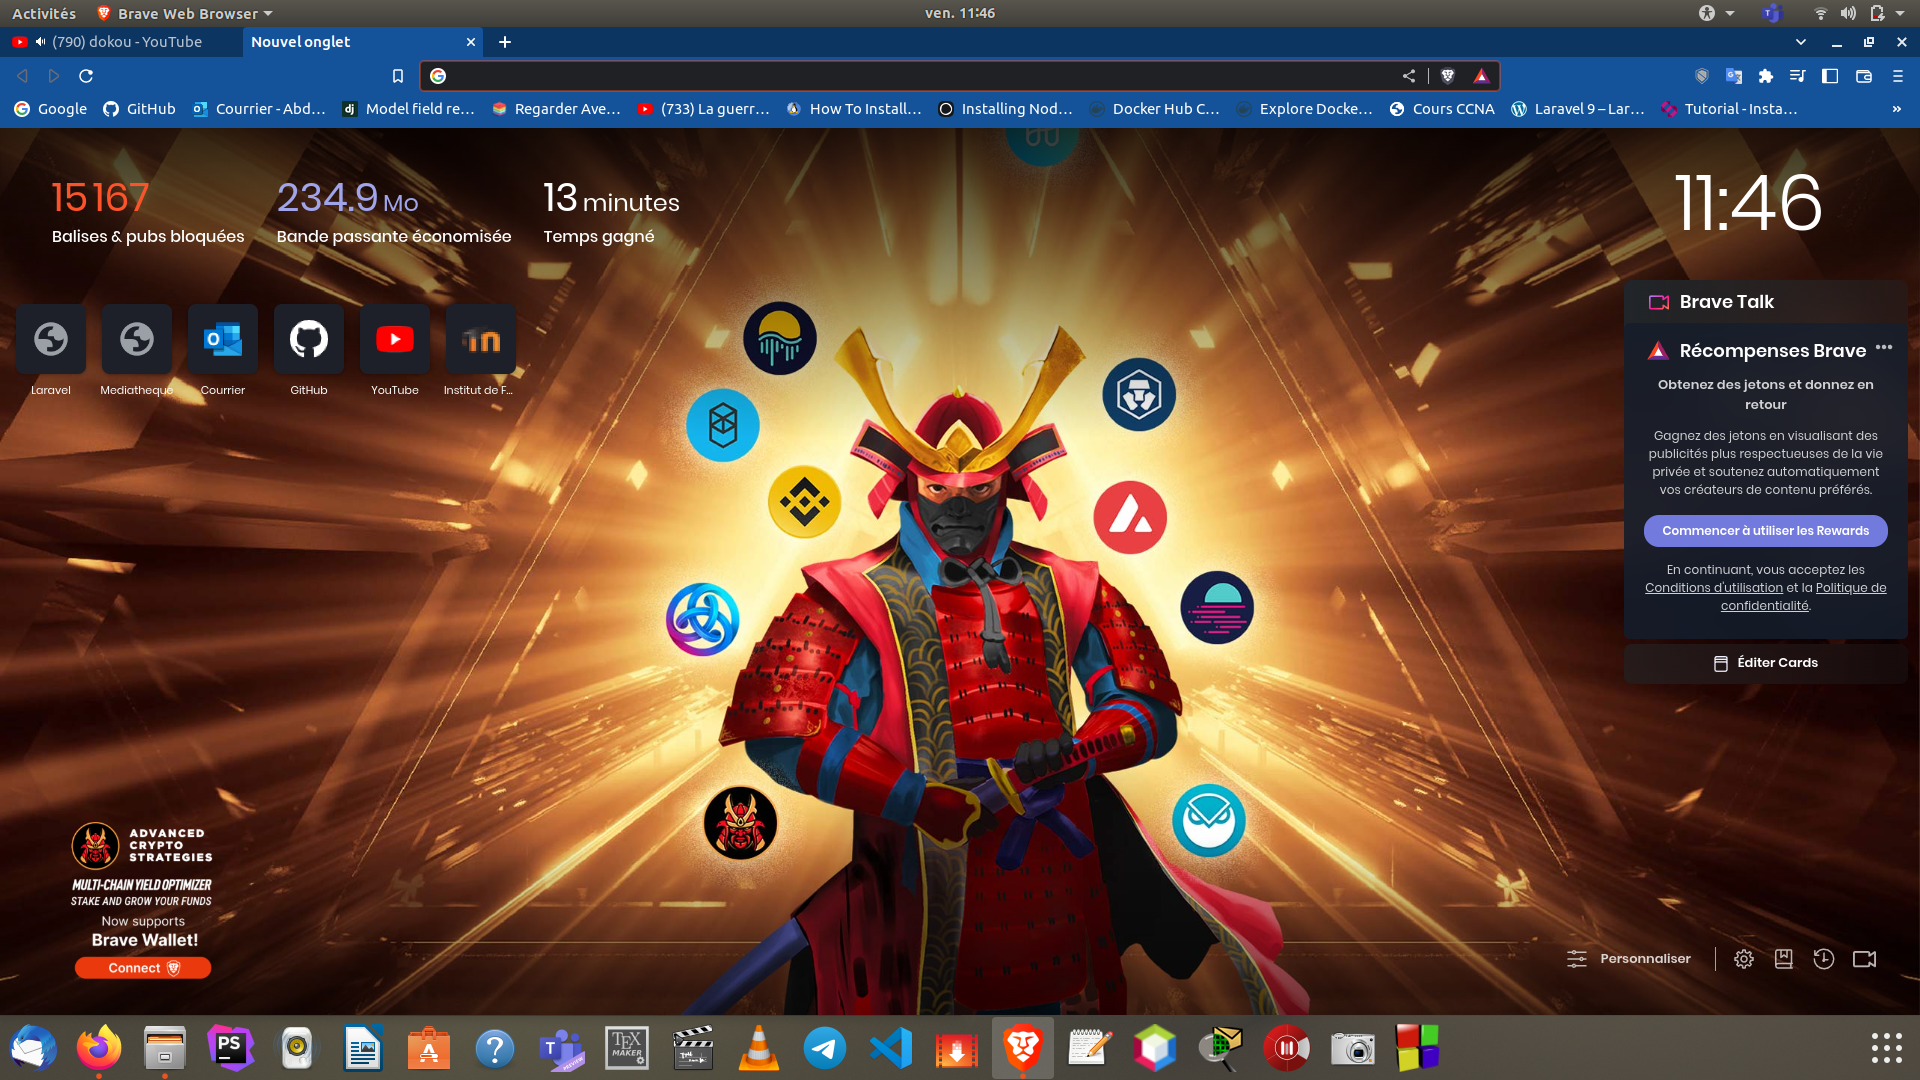 Activités
Brave Web Browser
ven. 11:46
(790) dokou - YouTube
Nouvel onglet
Google
GitHub
Courrier - Abd…
Model field re…
Regarder Ave…
(733) La guerr…
How To Install…
Installing Nod…
Docker Hub C…
Explore Docke…
Cours CCNA
Laravel 9 – Lar…
Tutorial - Insta…
»
15 167
Balises & pubs bloquées
234.9 Mo
Bande passante économisée
13 minutes
Temps gagné
11:46
Laravel
Mediatheque
Courrier
GitHub
YouTube
Institut de F…
Brave Talk
Récompenses Brave
Obtenez des jetons et donnez en
retour
Gagnez des jetons en visualisant des
publicités plus respectueuses de la vie
privée et soutenez automatiquement
vos créateurs de contenu préférés.
Commencer à utiliser les Rewards
En continuant, vous acceptez les
Conditions d'utilisation et la Politique de
confidentialité.
Éditer Cards
ADVANCED
CRYPTO
STRATEGIES
MULTI-CHAIN YIELD OPTIMIZER
STAKE AND GROW YOUR FUNDS
Now supports
Brave Wallet!
Connect
Personnaliser
PS
T
PREVIEW
TEX
MAKER